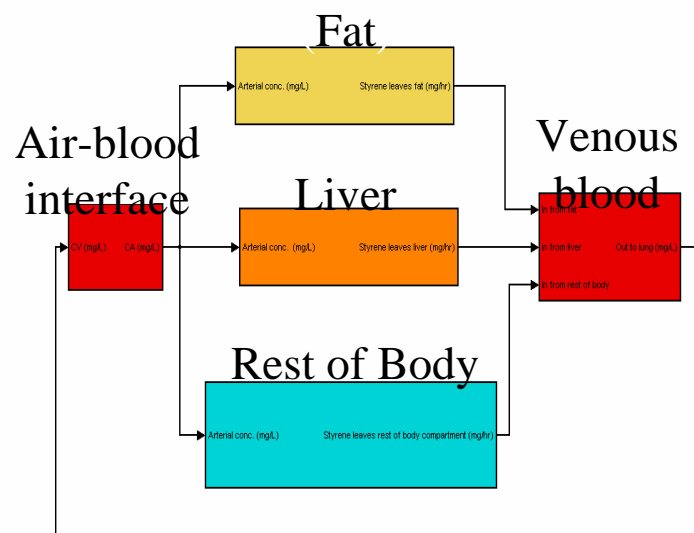 Fat
Arterial conc. (mg/L)
Styrene leaves fat (mg/hr)
Air-blood
interface
CV (mg/L)
CA (mg/L)
Liver
Arterial conc. (mg/L)
Styrene leaves liver (mg/hr)
Venous
blood
In from fat
In from liver
Out to lung (mg/L)
In from rest of body
Rest of Body
Arterial conc. (mg/L)
Styrene leaves rest of body compartment (mg/hr)